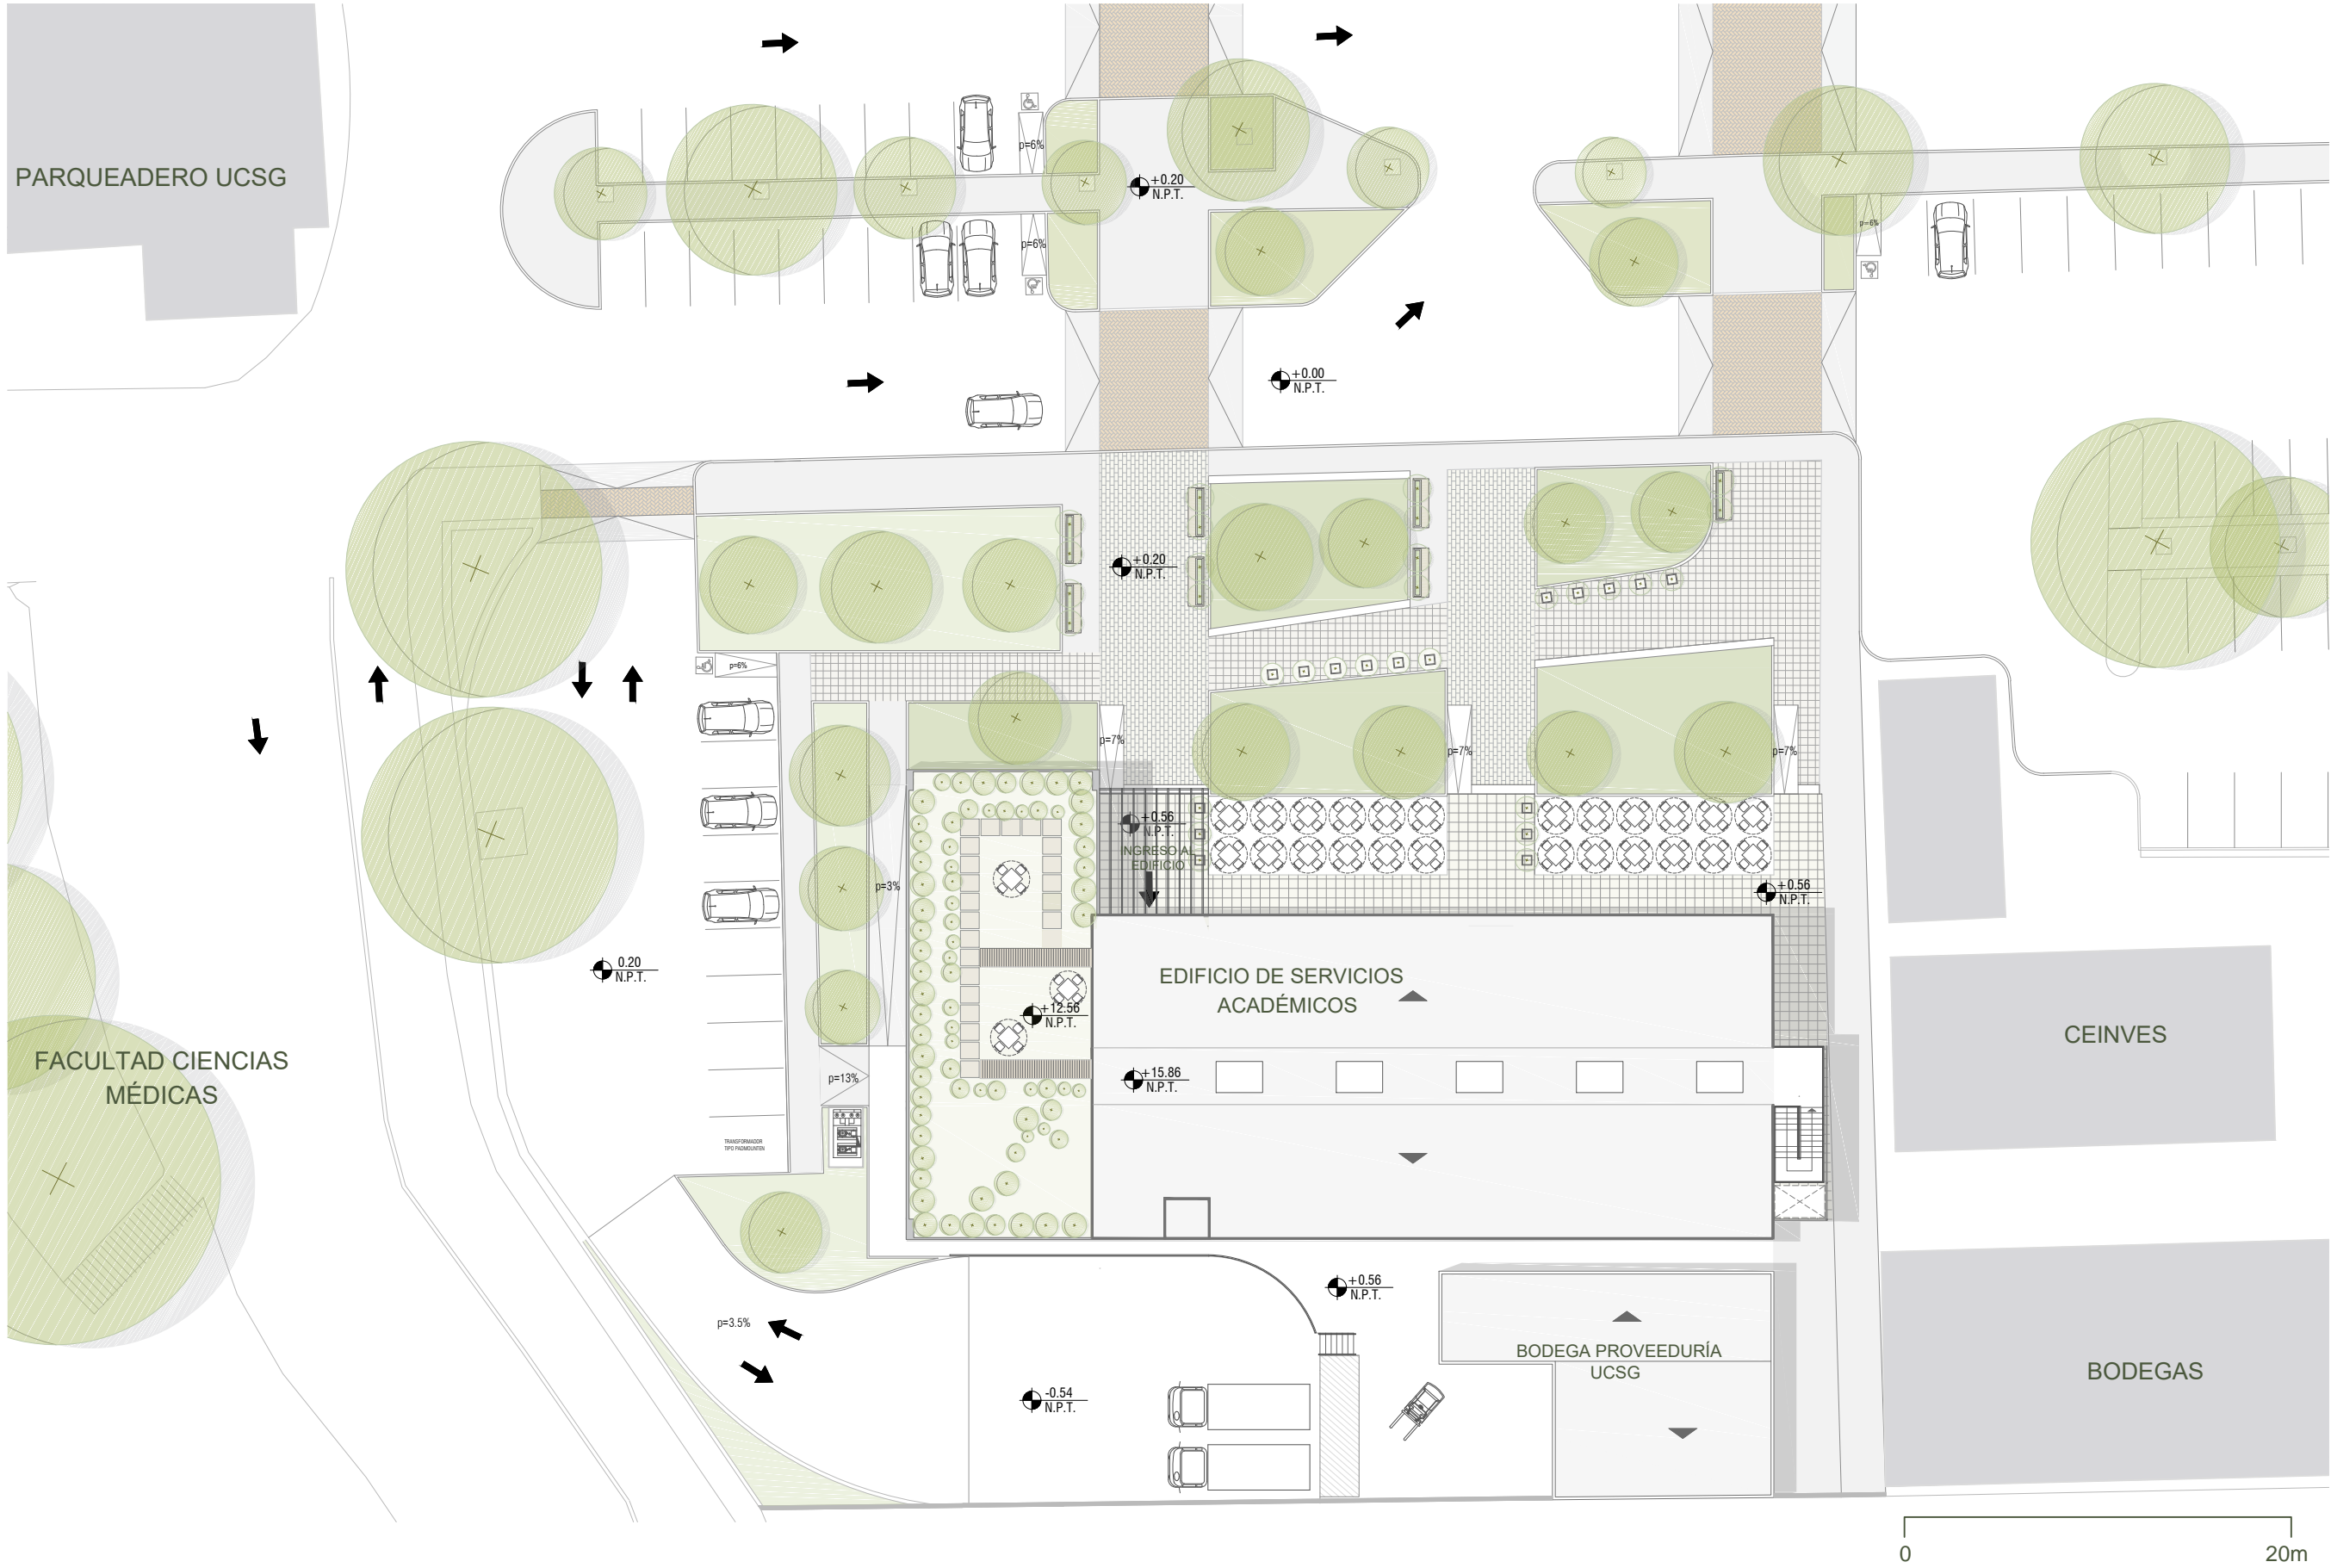 PARQUEADERO UCSG
p=6%
p=6%
+0.20
N.P.T.
p=6%
+0.00
N.P.T.
+0.20
N.P.T.
p=6%
p=7%
p=7%
p=7%
+0.56
N.P.T.
INGRESO AL
EDIFICIO
p=3%
+0.56
N.P.T.
0.20
N.P.T.
EDIFICIO DE SERVICIOS
ACADÉMICOS
+12.56
N.P.T.
CEINVES
FACULTAD CIENCIAS
MÉDICAS
p=13%
+15.86
N.P.T.
TRANSFORMADOR
TIPO PADMOUNTEN
+0.56
N.P.T.
p=3.5%
BODEGA PROVEEDURÍA
UCSG
BODEGAS
-0.54
N.P.T.
0
20m